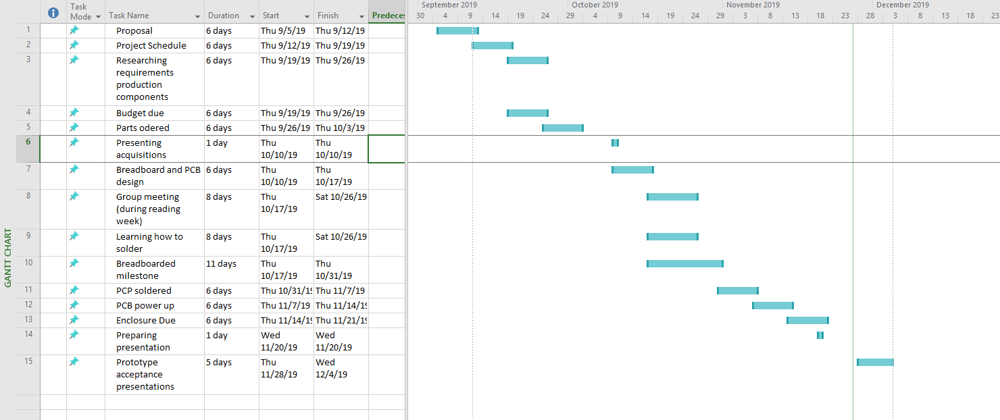 Task Mode Task Name Duration Start Finish Predeces
September 2019 October 2019 November 2019 December 2019
30 4 9 14 19 24 29 4 9 14 19 24 29 3 8 13 18 23 28 3 8 13 18 23
GANTT CHART
1 Proposal 6 days Thu 9/5/19 Thu 9/12/19
2 Project Schedule 6 days Thu 9/12/19 Thu 9/19/19
3 Researching 6 days Thu 9/19/19 Thu 9/26/19
requirements
production
components
4 Budget due 6 days Thu 9/19/19 Thu 9/26/19
5 Parts odered 6 days Thu 9/26/19 Thu 10/3/19
6 Presenting 1 day Thu Thu
acquisitions 10/10/19 10/10/19
7 Breadboard and PCB 6 days Thu Thu
design 10/10/19 10/17/19
8 Group meeting 8 days Thu Sat 10/26/19
(during reading 10/17/19
week)
9 Learning how to 8 days Thu Sat 10/26/19
solder 10/17/19
10 Breadboarded 11 days Thu Thu
milestone 10/17/19 10/31/19
11 PCP soldered 6 days Thu 10/31/19 Thu 11/7/19
12 PCB power up 6 days Thu 11/7/19 Thu 11/14/19
13 Enclosure Due 6 days Thu 11/14/19 Thu 11/21/19
14 Preparing 1 day Wed Wed
presentation 11/20/19 11/20/19
15 Prototype 5 days Thu Wed
acceptance 11/28/19 12/4/19
presentations